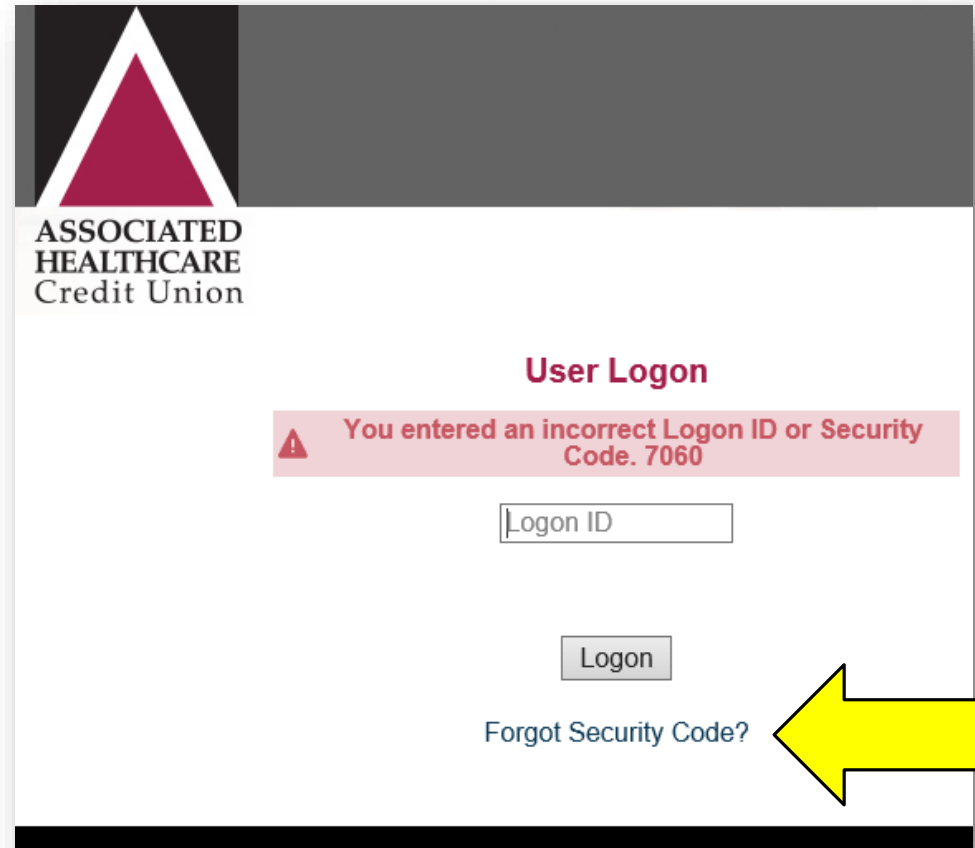 ASSOCIATED
HEALTHCARE
Credit Union
User Logon
You entered an incorrect Logon ID or Security
Code. 7060
Logon ID
Logon
Forgot Security Code?